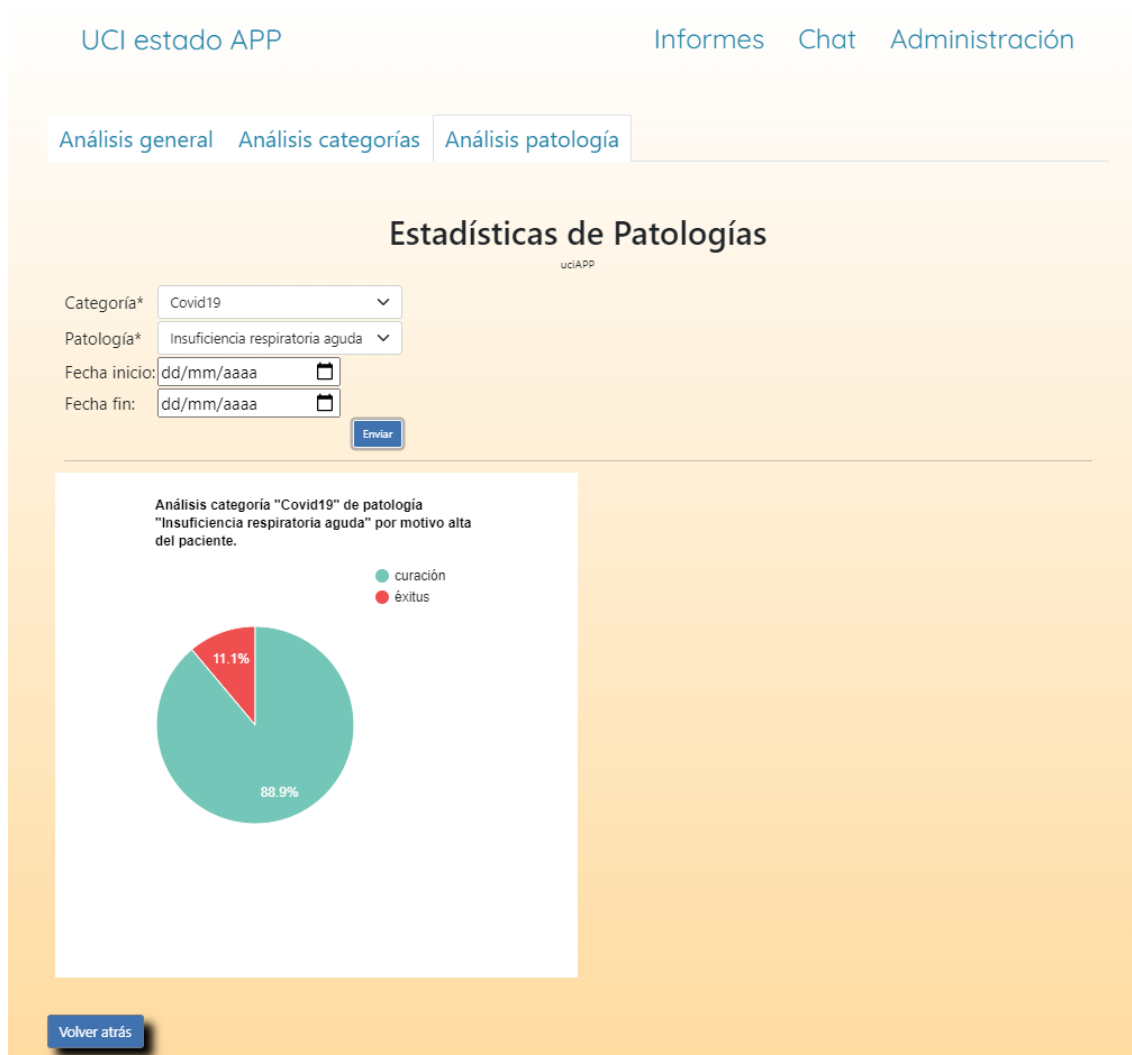 UCI estado APP Informes Chat Administración
Análisis general Análisis categorías Análisis patología
Estadísticas de Patologías
uciAPP
Categoría* Covid19
Patología* Insuficiencia respiratoria aguda
Fecha inicio: dd/mm/aaaa
Fecha fin: dd/mm/aaaa
Enviar
Análisis categoría "Covid19" de patología
"Insuficiencia respiratoria aguda" por motivo alta
del paciente.
curación
éxitus
11.1%
88.9%
Volver atrás